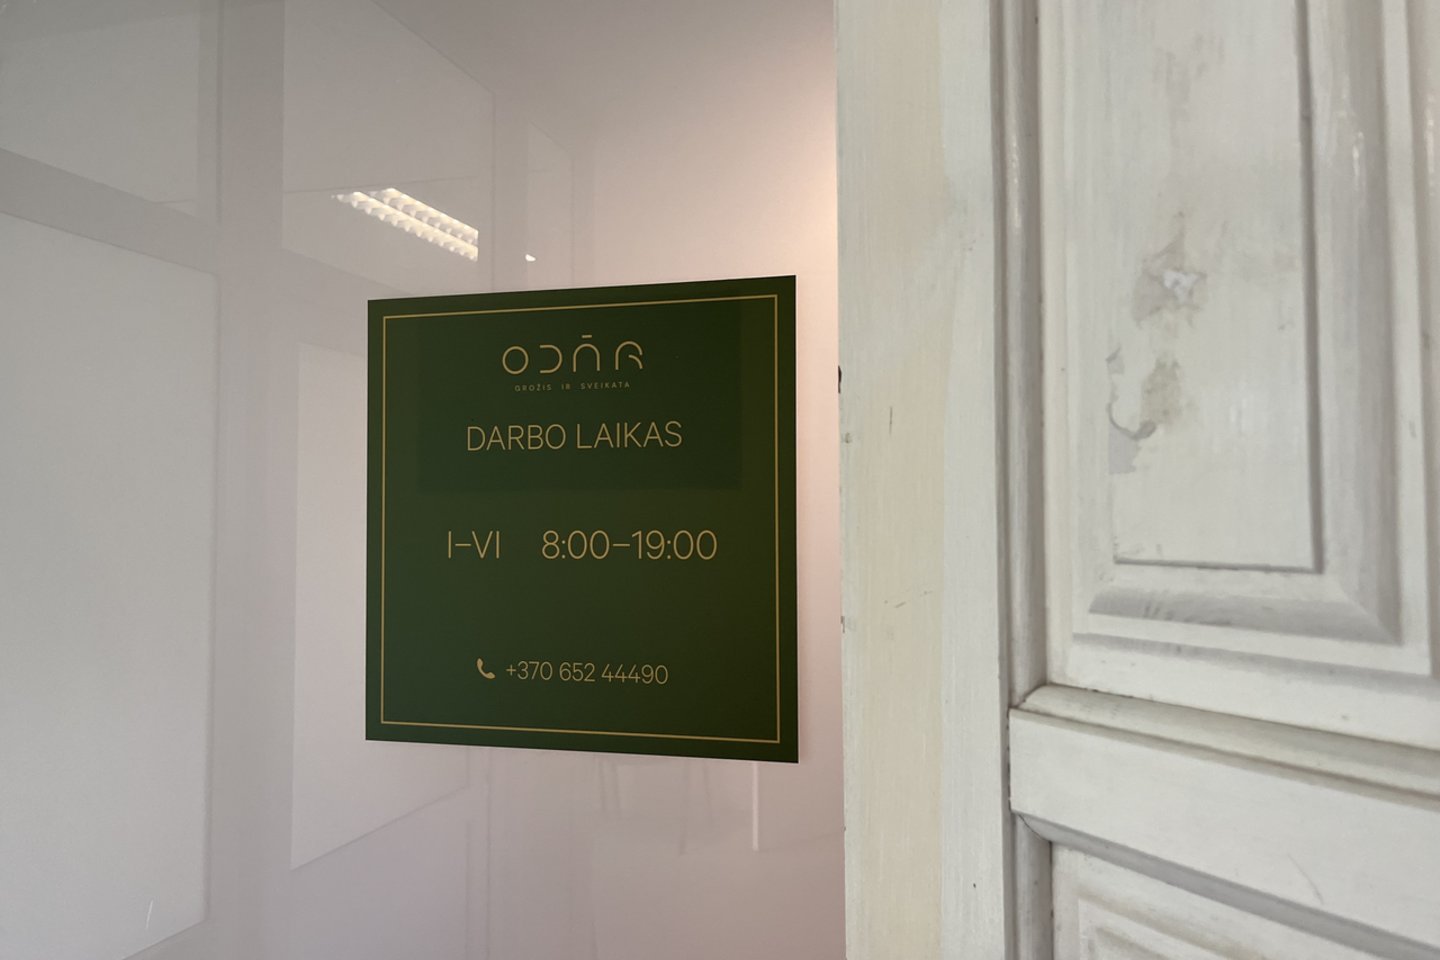 ODĀR
GROŽIS IR SVEIKATA
DARBO LAIKAS
I–VI 8:00–19:00
+370 652 44490